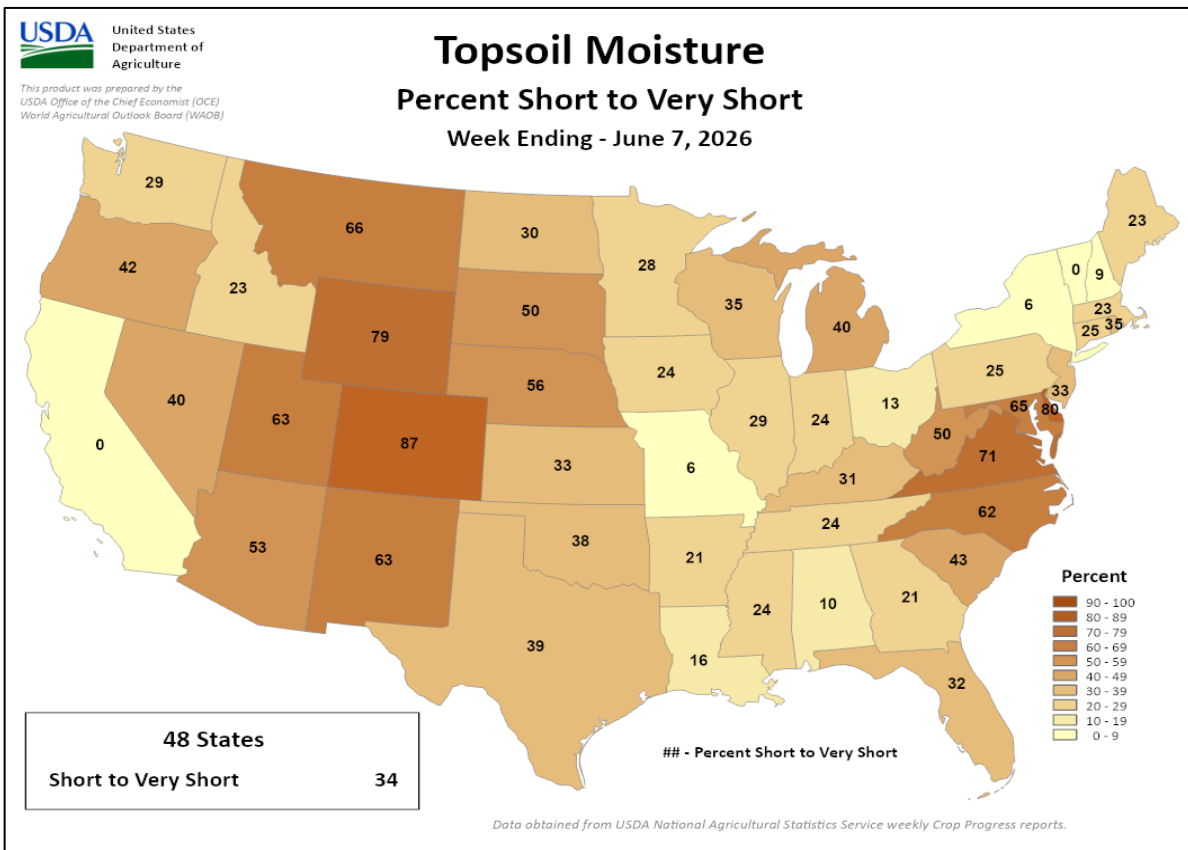 USDA
United States
Department of
Agriculture
This product was prepared by the
USDA Office of the Chief Economist (OCE)
World Agricultural Outlook Board (WAOB)
Topsoil Moisture
Percent Short to Very Short
Week Ending - June 7, 2026
29
66
30
28
23
42
23
50
35
40
0
9
6
23
35
25
79
56
24
25
33
40
63
87
33
29
24
13
65
80
50
71
0
6
31
53
63
38
21
24
62
43
39
16
24
10
21
32
Percent
90 - 100
80 - 89
70 - 79
60 - 69
50 - 59
40 - 49
30 - 39
20 - 29
10 - 19
0 - 9
48 States
Short to Very Short 34
## - Percent Short to Very Short
Data obtained from USDA National Agricultural Statistics Service weekly Crop Progress reports.